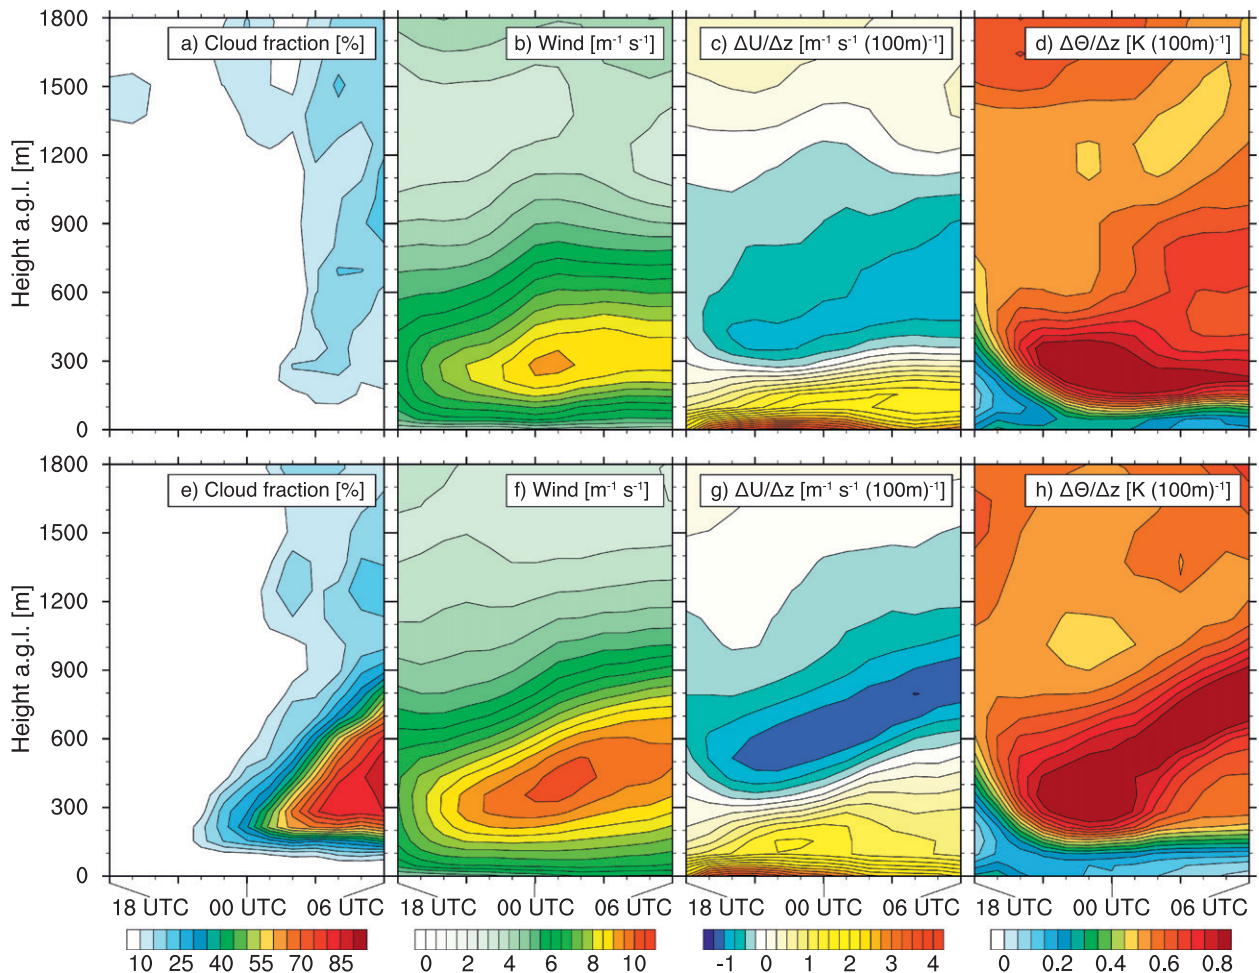 1800
1500
1200
900
600
300
0
Height a.g.l. [m]
a) Cloud fraction [%]
b) Wind [m⁻¹ s⁻¹]
c) ΔU/Δz [m⁻¹ s⁻¹ (100m)⁻¹]
d) ΔΘ/Δz [K (100m)⁻¹]
1800
1500
1200
900
600
300
0
Height a.g.l. [m]
e) Cloud fraction [%]
f) Wind [m⁻¹ s⁻¹]
g) ΔU/Δz [m⁻¹ s⁻¹ (100m)⁻¹]
h) ΔΘ/Δz [K (100m)⁻¹]
18 UTC 00 UTC 06 UTC
18 UTC 00 UTC 06 UTC
18 UTC 00 UTC 06 UTC
18 UTC 00 UTC 06 UTC
10 25 40 55 70 85
0 2 4 6 8 10
-1 0 1 2 3 4
0 0.2 0.4 0.6 0.8